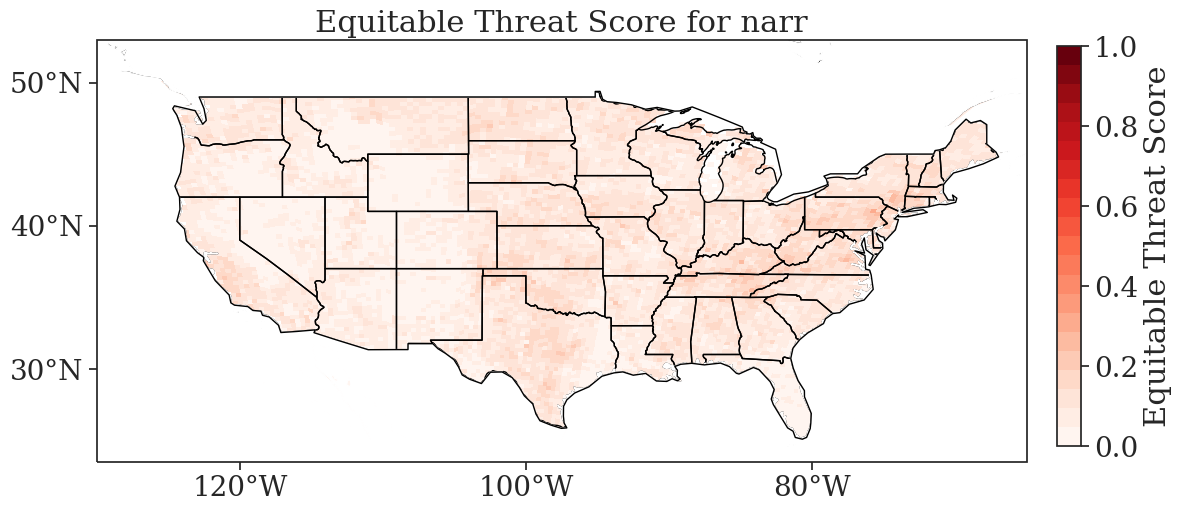 Equitable Threat Score for narr
50°N
40°N
30°N
120°W
100°W
80°W
1.0
0.8
0.6
0.4
0.2
0.0
Equitable Threat Score